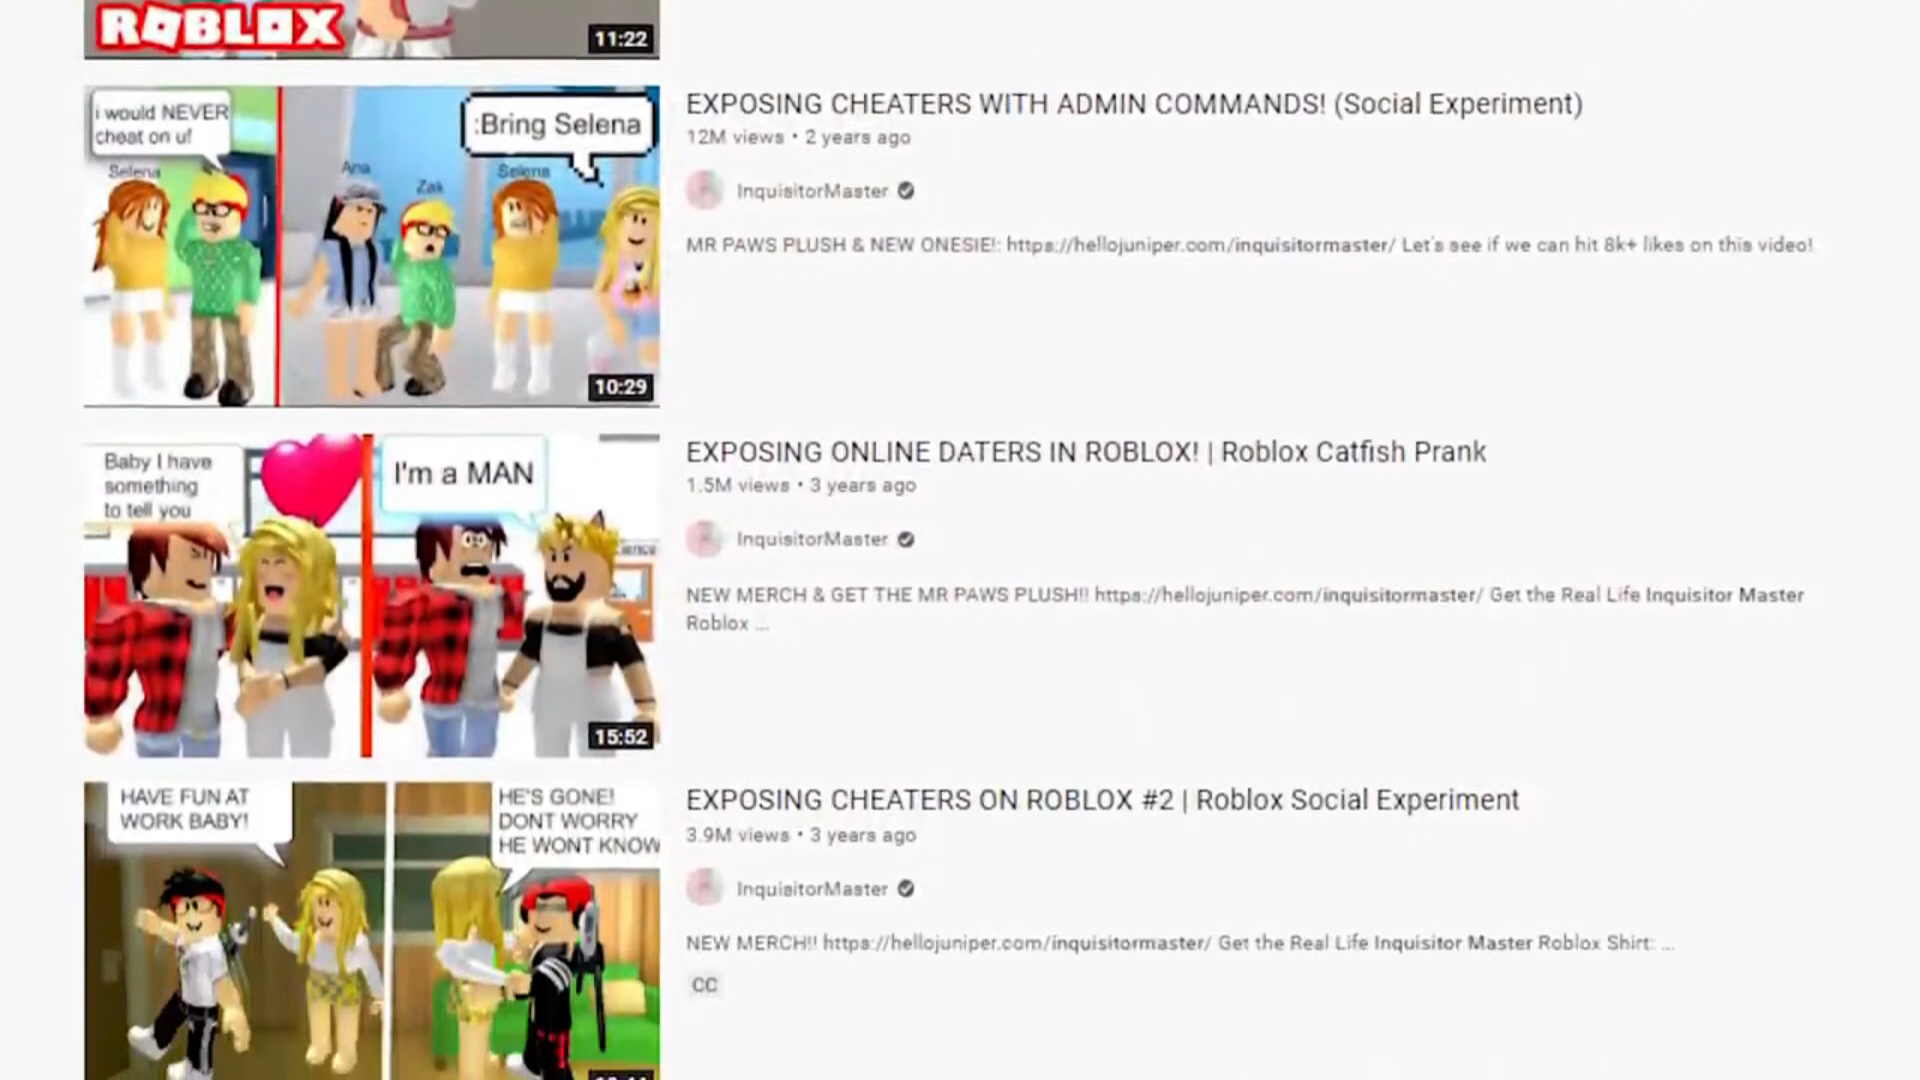 ROBLOX
11:22
i would NEVER
cheat on u!
:Bring Selena
Selena
Ana
Zak
Selena
10:29
EXPOSING CHEATERS WITH ADMIN COMMANDS! (Social Experiment)
12M views • 2 years ago
InquisitorMaster
MR PAWS PLUSH & NEW ONESIE!: https://hellojuniper.com/inquisitormaster/ Let's see if we can hit 8k+ likes on this video!
Baby I have
something
to tell you
I'm a MAN
15:52
EXPOSING ONLINE DATERS IN ROBLOX! | Roblox Catfish Prank
1.5M views • 3 years ago
InquisitorMaster
NEW MERCH & GET THE MR PAWS PLUSH!! https://hellojuniper.com/inquisitormaster/ Get the Real Life Inquisitor Master
Roblox ...
HAVE FUN AT
WORK BABY!
HE'S GONE!
DONT WORRY
HE WONT KNOW
EXPOSING CHEATERS ON ROBLOX #2 | Roblox Social Experiment
3.9M views • 3 years ago
InquisitorMaster
NEW MERCH!! https://hellojuniper.com/inquisitormaster/ Get the Real Life Inquisitor Master Roblox Shirt: ...
CC